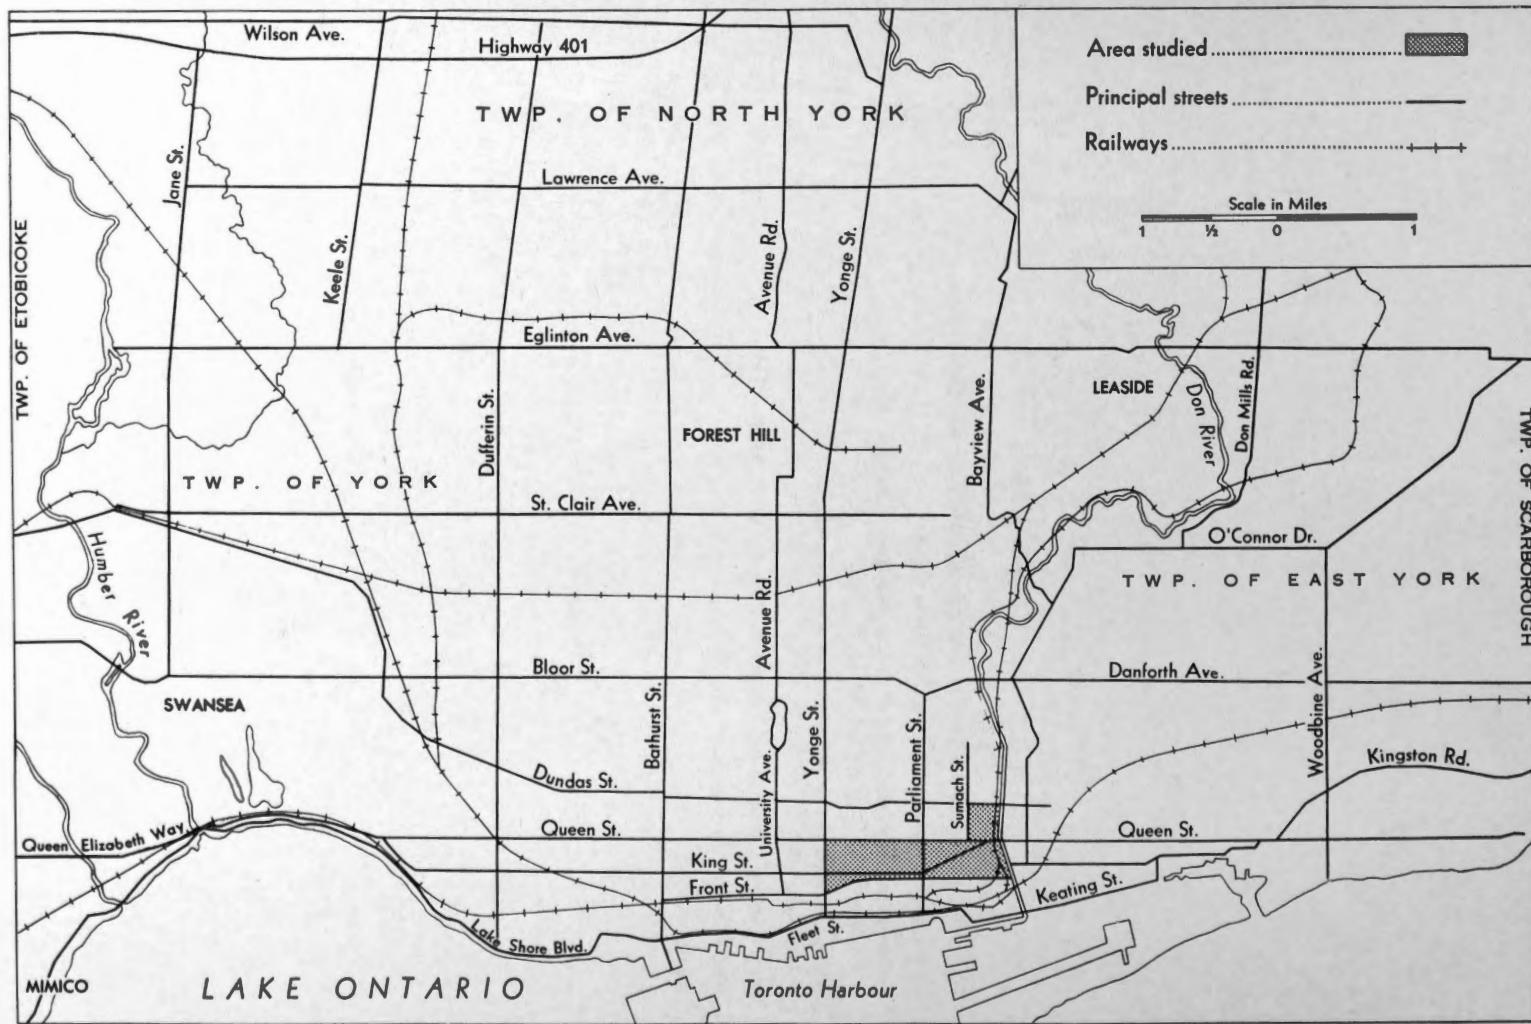 Wilson Ave.
Highway 401
Area studied
Principal streets
Railways
Scale in Miles
1 ½ 0 1
TWP. OF NORTH YORK
Jane St.
Lawrence Ave.
Keele St.
Avenue Rd.
Yonge St.
TWP. OF ETOBICOKE
Eglinton Ave.
Dufferin St.
FOREST HILL
Bayview Ave.
LEASIDE
Don River
Don Mills Rd.
TWP. OF SCARBOROUGH
TWP. OF YORK
St. Clair Ave.
O'Connor Dr.
Humber River
TWP. OF EAST YORK
Avenue Rd.
Bloor St.
Danforth Ave.
SWANSEA
Bathurst St.
Yonge St.
Parliament St.
Woodbine Ave.
Kingston Rd.
Dundas St.
University Ave.
Sumach St.
Queen Elizabeth Way
Queen St.
Queen St.
King St.
Front St.
Keating St.
Lake Shore Blvd.
Fleet St.
MIMICO
LAKE ONTARIO
Toronto Harbour